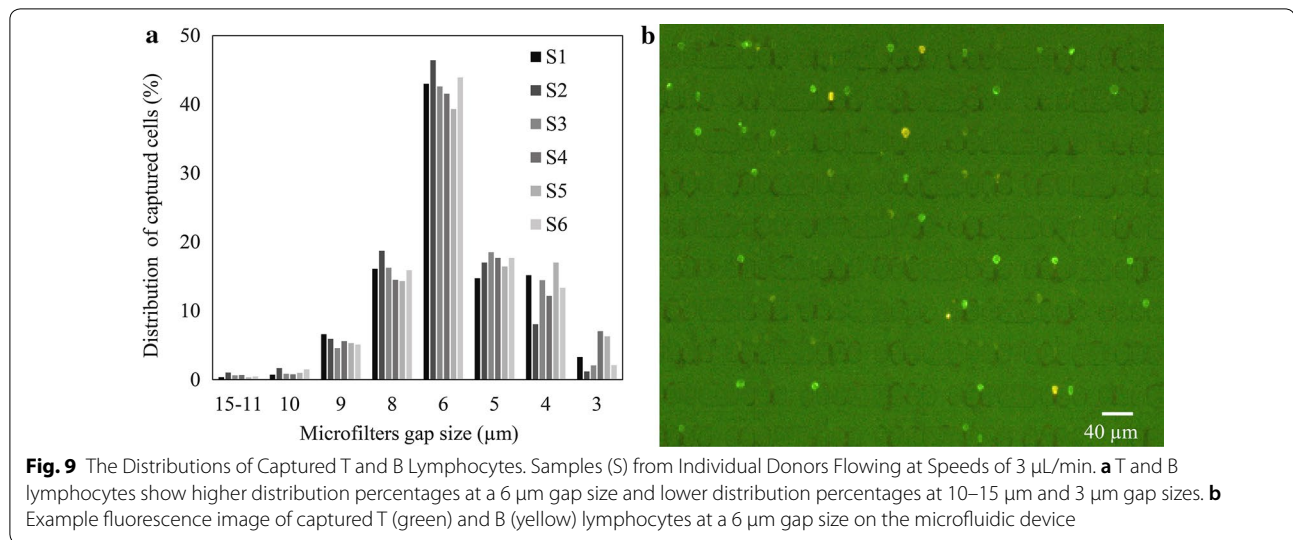 a
50
40
30
20
10
0
Distribution of captured cells (%)
S1
S2
S3
S4
S5
S6
15-11 10 9 8 6 5 4 3
Microfilters gap size (µm)
b
40 µm
Fig. 9 The Distributions of Captured T and B Lymphocytes. Samples (S) from Individual Donors Flowing at Speeds of 3 µL/min. a T and B
lymphocytes show higher distribution percentages at a 6 µm gap size and lower distribution percentages at 10–15 µm and 3 µm gap sizes. b
Example fluorescence image of captured T (green) and B (yellow) lymphocytes at a 6 µm gap size on the microfluidic device